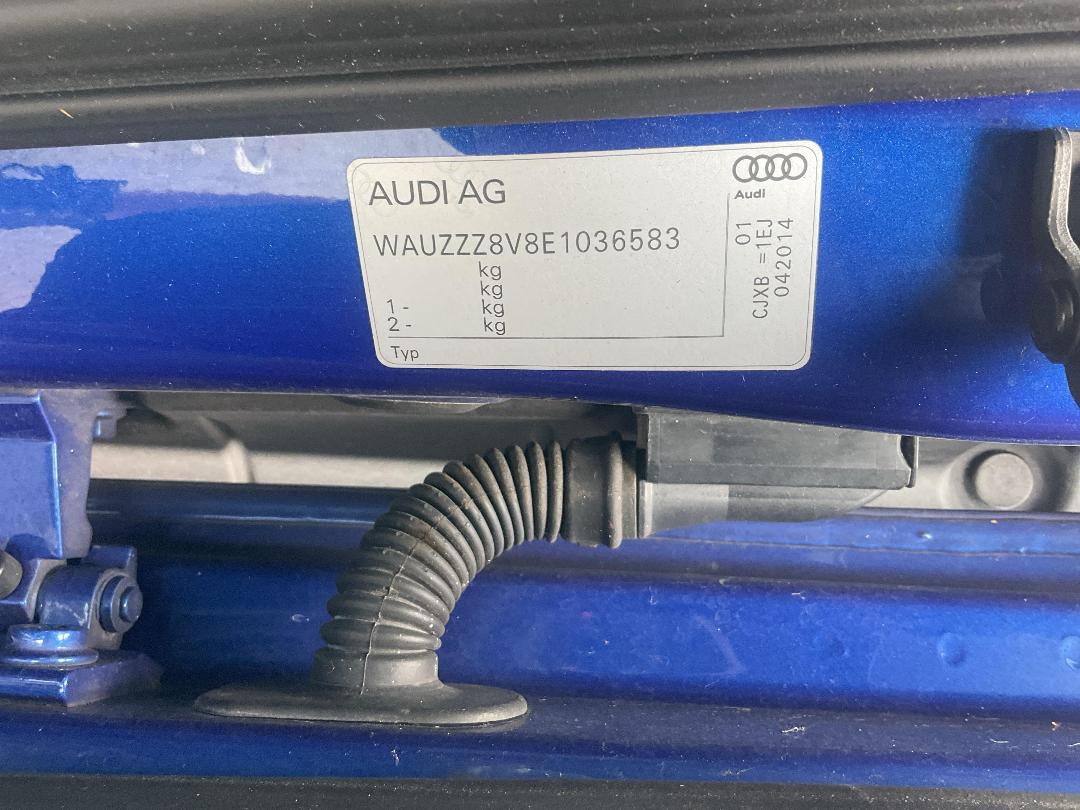 AUDI AG
Audi
WAUZZZ8V8E1036583
kg
kg
1 - kg
2 - kg
Typ
01
CJXB =1EJ
042014